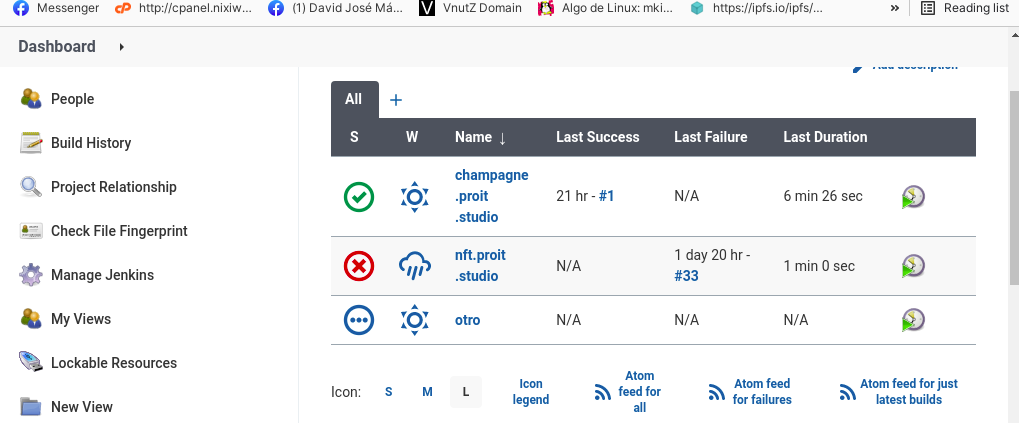 Messenger
http://cpanel.nixiw...
(1) David José Má...
VnutZ Domain
Algo de Linux: mki...
https://ipfs.io/ipfs/...
»
Reading list
Dashboard
Add description
People
Build History
Project Relationship
Check File Fingerprint
Manage Jenkins
My Views
Lockable Resources
New View
All +
S W Name ↓ Last Success Last Failure Last Duration
champagne
.proit
.studio
21 hr - #1
N/A
6 min 26 sec
nft.proit
.studio
N/A
1 day 20 hr -
#33
1 min 0 sec
otro
N/A
N/A
N/A
Icon: S M L
Icon
legend
Atom
feed for
all
Atom feed
for failures
Atom feed for just
latest builds